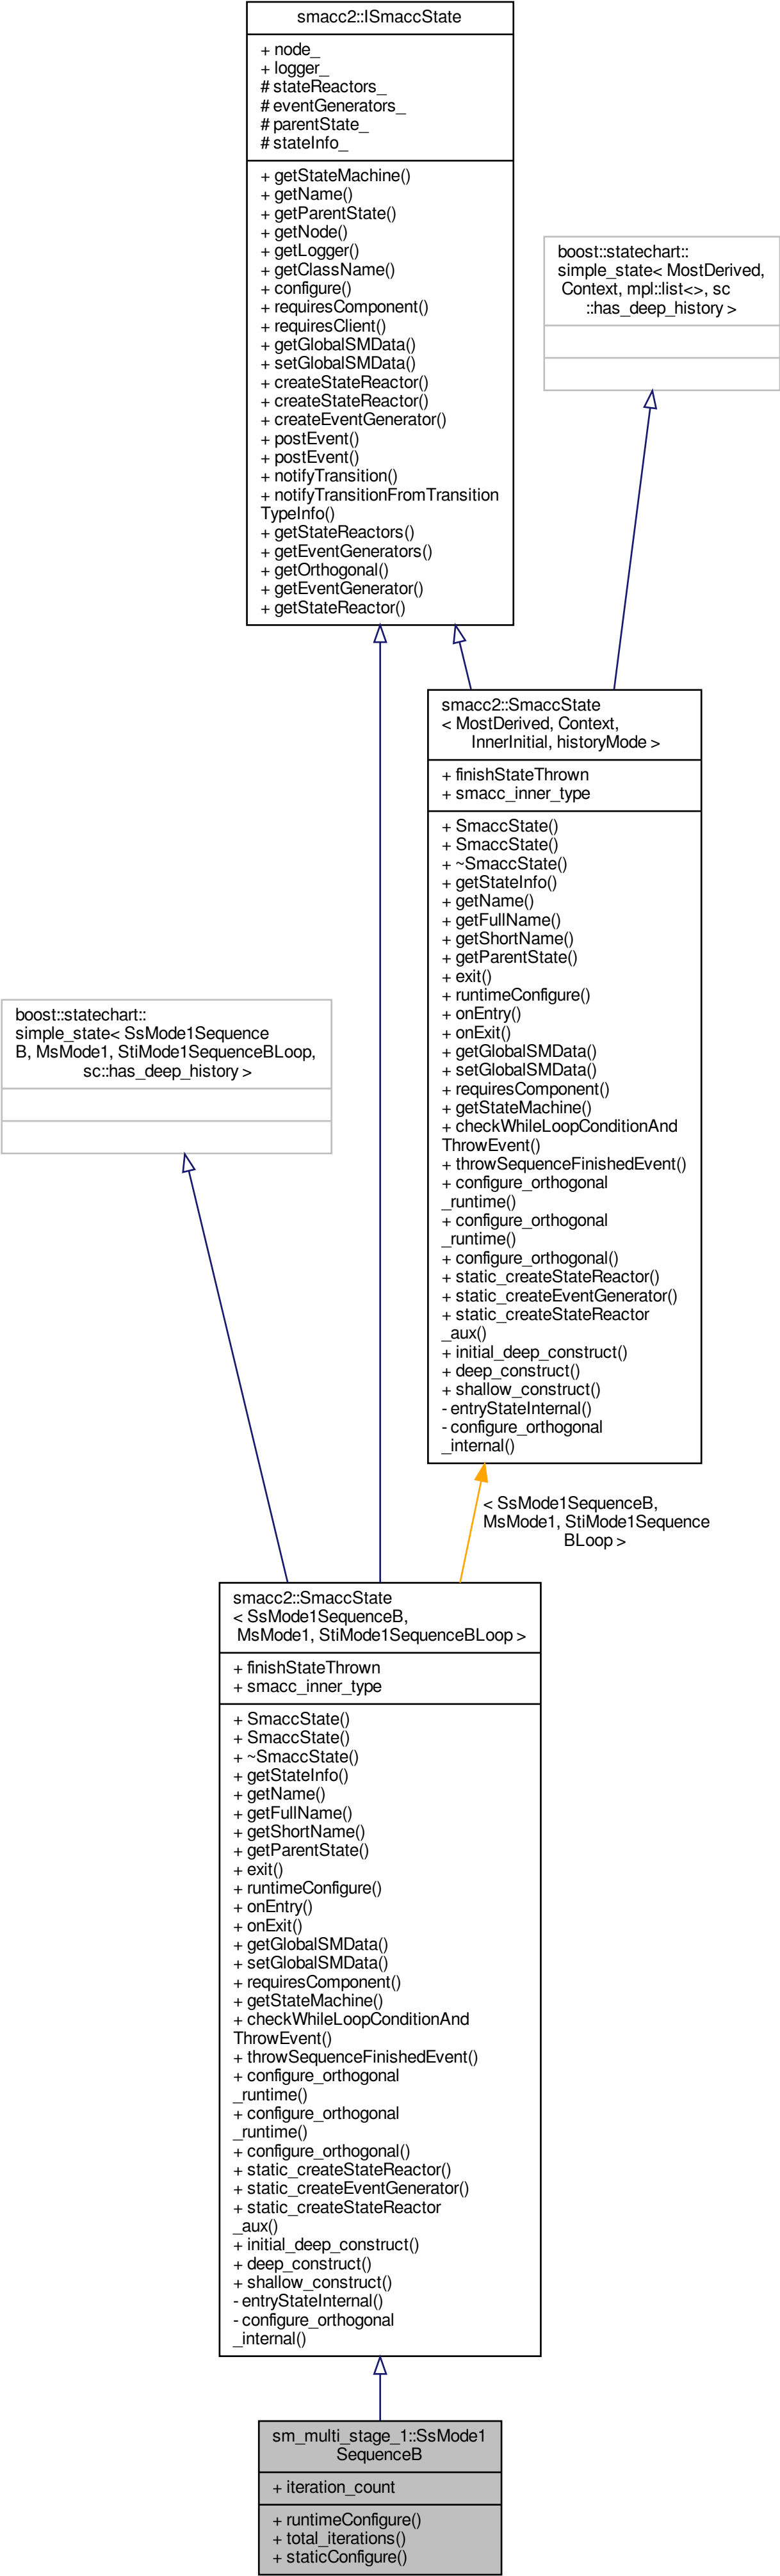 smacc2::ISmaccState
+ node_
+ logger_
# stateReactors_
# eventGenerators_
# parentState_
# stateInfo_
+ getStateMachine()
+ getName()
+ getParentState()
+ getNode()
+ getLogger()
+ getClassName()
+ configure()
+ requiresComponent()
+ requiresClient()
+ getGlobalSMData()
+ setGlobalSMData()
+ createStateReactor()
+ createStateReactor()
+ createEventGenerator()
+ postEvent()
+ postEvent()
+ notifyTransition()
+ notifyTransitionFromTransition
TypeInfo()
+ getStateReactors()
+ getEventGenerators()
+ getOrthogonal()
+ getEventGenerator()
+ getStateReactor()
boost::statechart::
simple_state< MostDerived,
Context, mpl::list<>, sc
::has_deep_history >
smacc2::SmaccState
< MostDerived, Context,
InnerInitial, historyMode >
+ finishStateThrown
+ smacc_inner_type
+ SmaccState()
+ SmaccState()
+ ~SmaccState()
+ getStateInfo()
+ getName()
+ getFullName()
+ getShortName()
+ getParentState()
+ exit()
+ runtimeConfigure()
+ onEntry()
+ onExit()
+ getGlobalSMData()
+ setGlobalSMData()
+ requiresComponent()
+ getStateMachine()
+ checkWhileLoopConditionAnd
ThrowEvent()
+ throwSequenceFinishedEvent()
+ configure_orthogonal
_runtime()
+ configure_orthogonal
_runtime()
+ configure_orthogonal()
+ static_createStateReactor()
+ static_createEventGenerator()
+ static_createStateReactor
_aux()
+ initial_deep_construct()
+ deep_construct()
+ shallow_construct()
- entryStateInternal()
- configure_orthogonal
_internal()
boost::statechart::
simple_state< SsMode1Sequence
B, MsMode1, StiMode1SequenceBLoop,
sc::has_deep_history >
< SsMode1SequenceB,
MsMode1, StiMode1Sequence
BLoop >
smacc2::SmaccState
< SsMode1SequenceB,
MsMode1, StiMode1SequenceBLoop >
+ finishStateThrown
+ smacc_inner_type
+ SmaccState()
+ SmaccState()
+ ~SmaccState()
+ getStateInfo()
+ getName()
+ getFullName()
+ getShortName()
+ getParentState()
+ exit()
+ runtimeConfigure()
+ onEntry()
+ onExit()
+ getGlobalSMData()
+ setGlobalSMData()
+ requiresComponent()
+ getStateMachine()
+ checkWhileLoopConditionAnd
ThrowEvent()
+ throwSequenceFinishedEvent()
+ configure_orthogonal
_runtime()
+ configure_orthogonal
_runtime()
+ configure_orthogonal()
+ static_createStateReactor()
+ static_createEventGenerator()
+ static_createStateReactor
_aux()
+ initial_deep_construct()
+ deep_construct()
+ shallow_construct()
- entryStateInternal()
- configure_orthogonal
_internal()
sm_multi_stage_1::SsMode1
SequenceB
+ iteration_count
+ runtimeConfigure()
+ total_iterations()
+ staticConfigure()